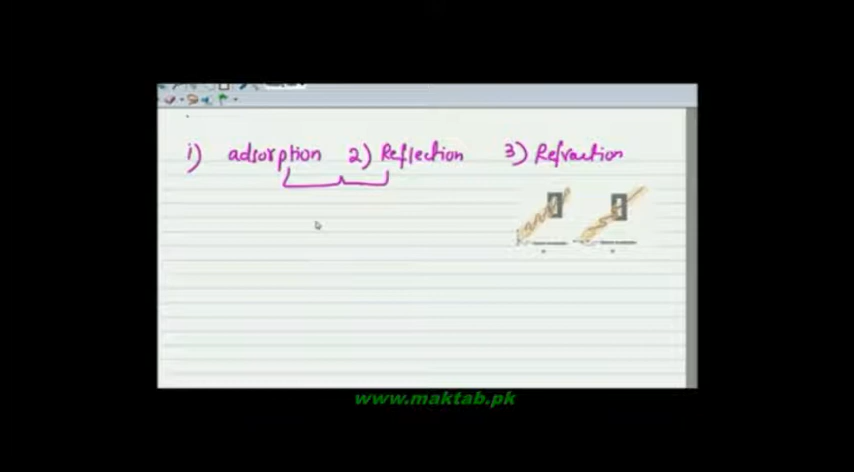 i) adsorption 2) Reflection 3) Refraction
www.maktab.pk